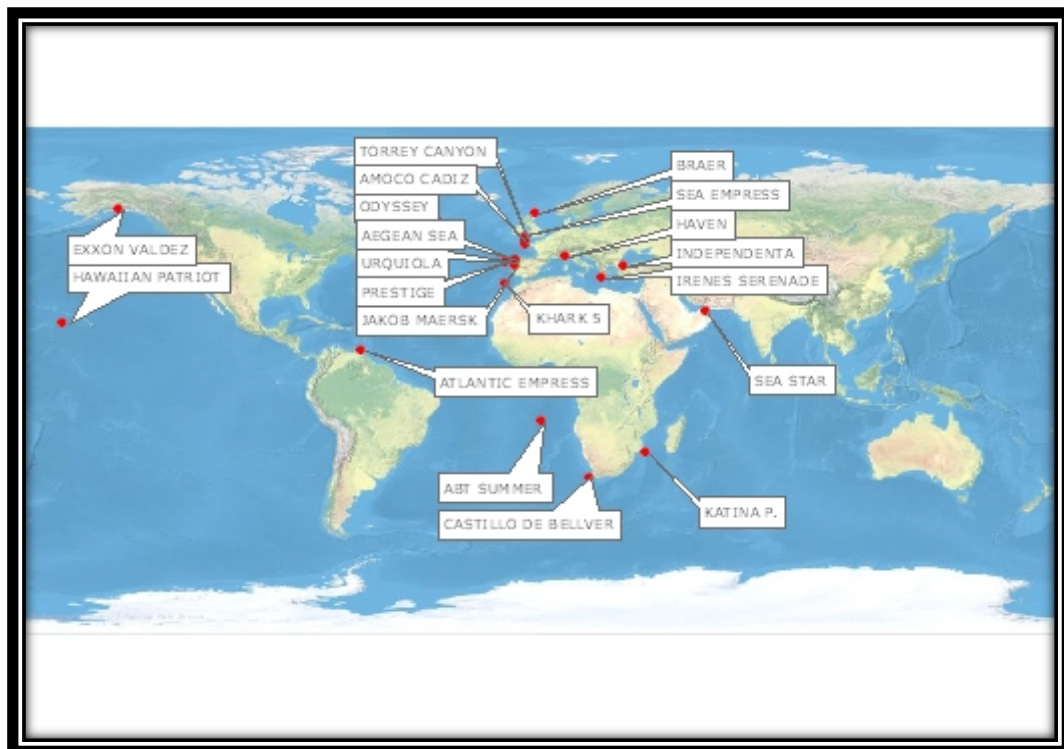 TORREY CANYON
AMOCO CADIZ
ODYSSEY
AEGEAN SEA
URQUIOLA
PRESTIGE
JAKOB MAERSK
KHARK 5
BRAER
SEA EMPRESS
HAVEN
INDEPENDENTA
IRENES SERENADE
EXXON VALDEZ
HAWAIIAN PATRIOT
ATLANTIC EMPRESS
SEA STAR
ABT SUMMER
CASTILLO DE BELLVER
KATINA P.